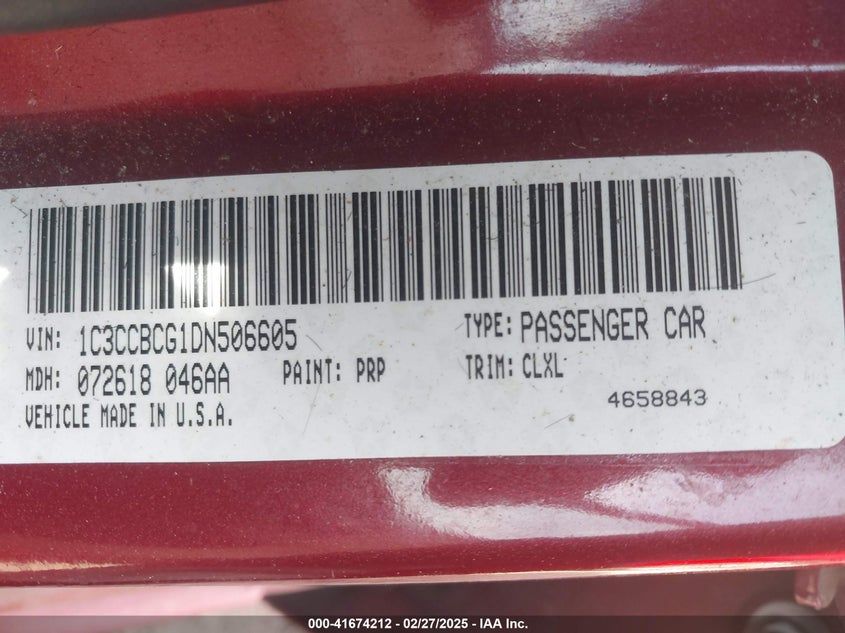 VIN: 1C3CCBCG1DN506605 TYPE: PASSENGER CAR
MDH: 072618 046AA PAINT: PRP TRIM: CLXL
VEHICLE MADE IN U.S.A. 4658843
000-41674212 | 02/27/2025 - IAA Inc.